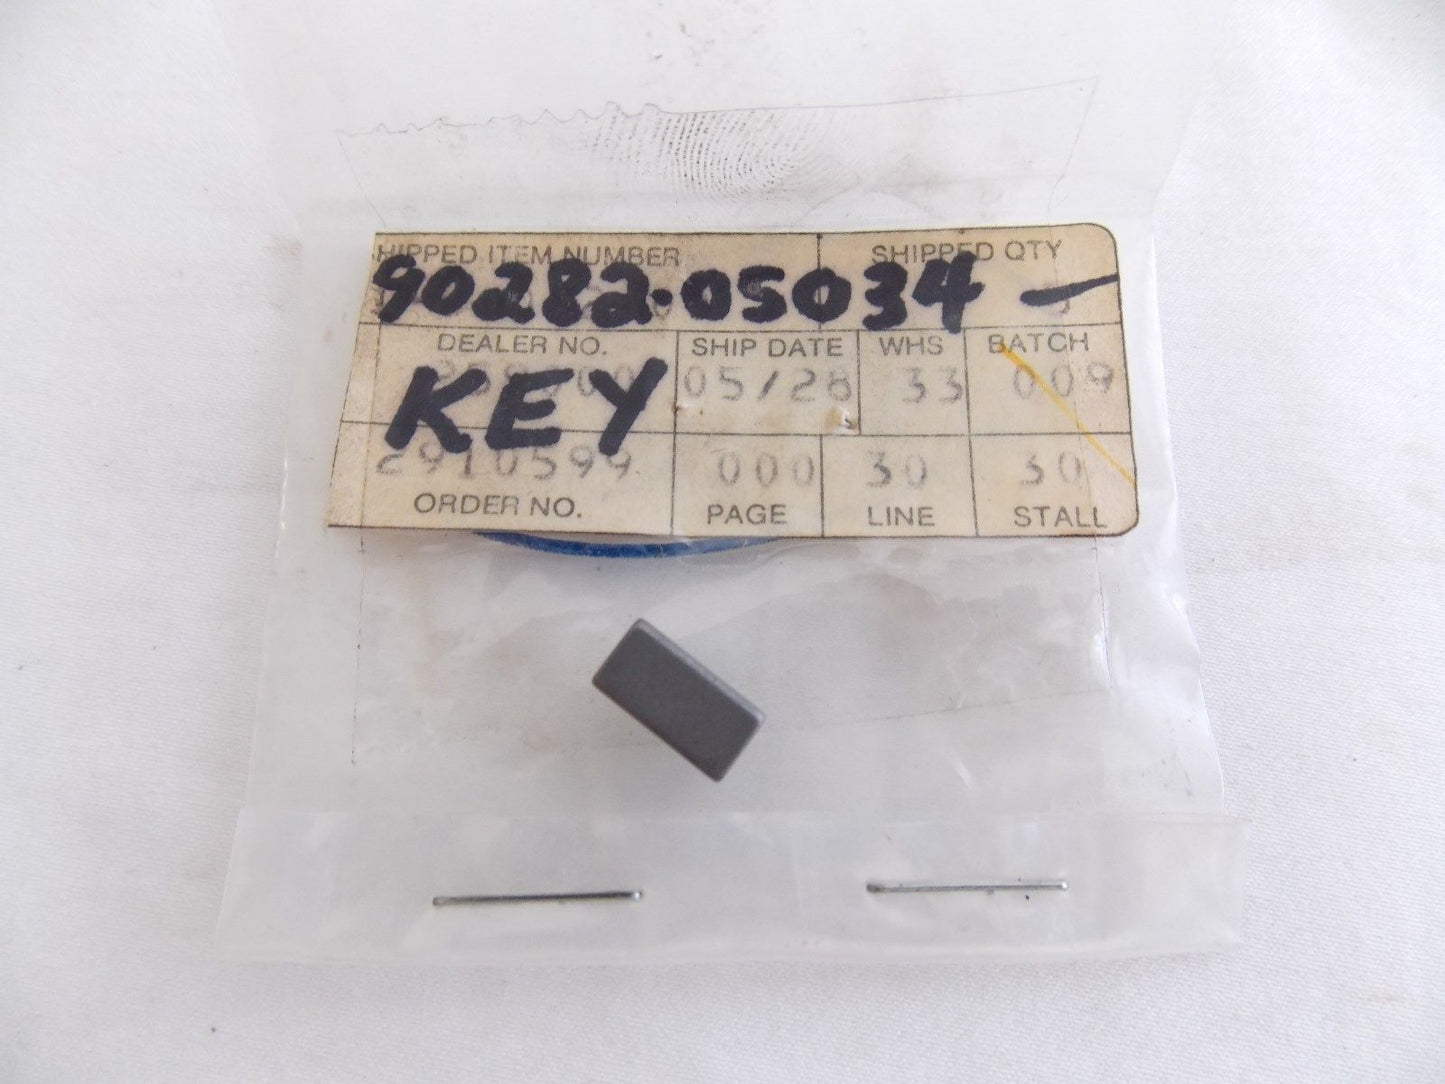 SHIPPED ITEM NUMBER SHIPPED QTY
90282-05034 –
DEALER NO. SHIP DATE WHS BATCH
KEY 05/28 33 009
2910599 000 30 30
ORDER NO. PAGE LINE STALL